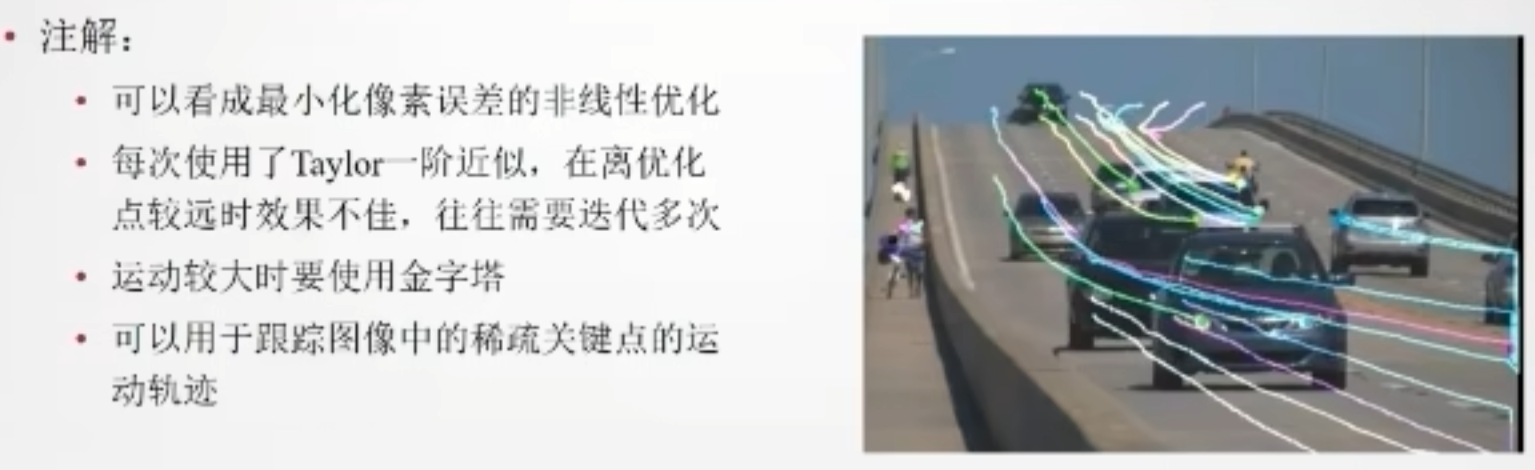 注解：
可以看成最小化像素误差的非线性优化
每次使用了Taylor一阶近似，在离优化
点较远时效果不佳，往往需要迭代多次
运动较大时要使用金字塔
可以用于跟踪图像中的稀疏关键点的运
动轨迹